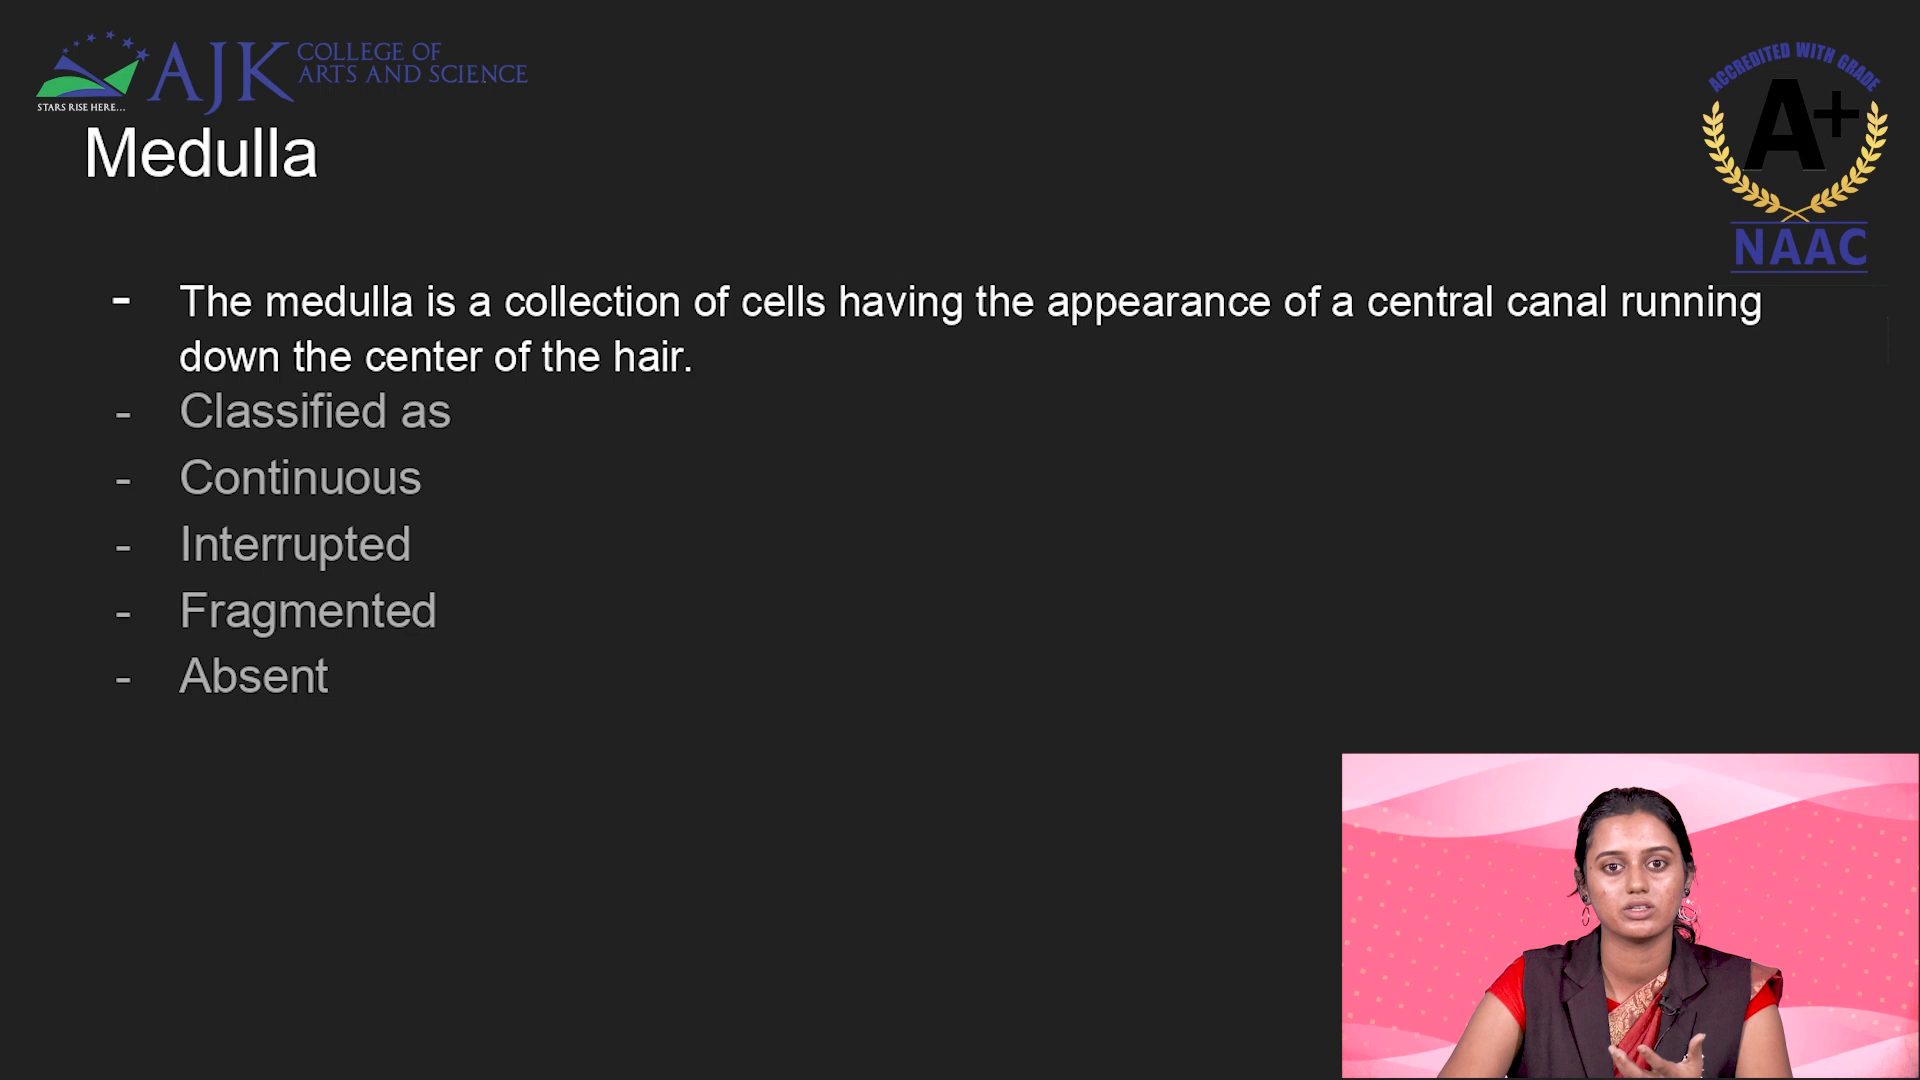 AJK COLLEGE OF
ARTS AND SCIENCE
STARS RISE HERE...
ACCREDITED WITH GRADE
A+
NAAC
Medulla
- The medulla is a collection of cells having the appearance of a central canal running
down the center of the hair.
- Classified as
- Continuous
- Interrupted
- Fragmented
- Absent